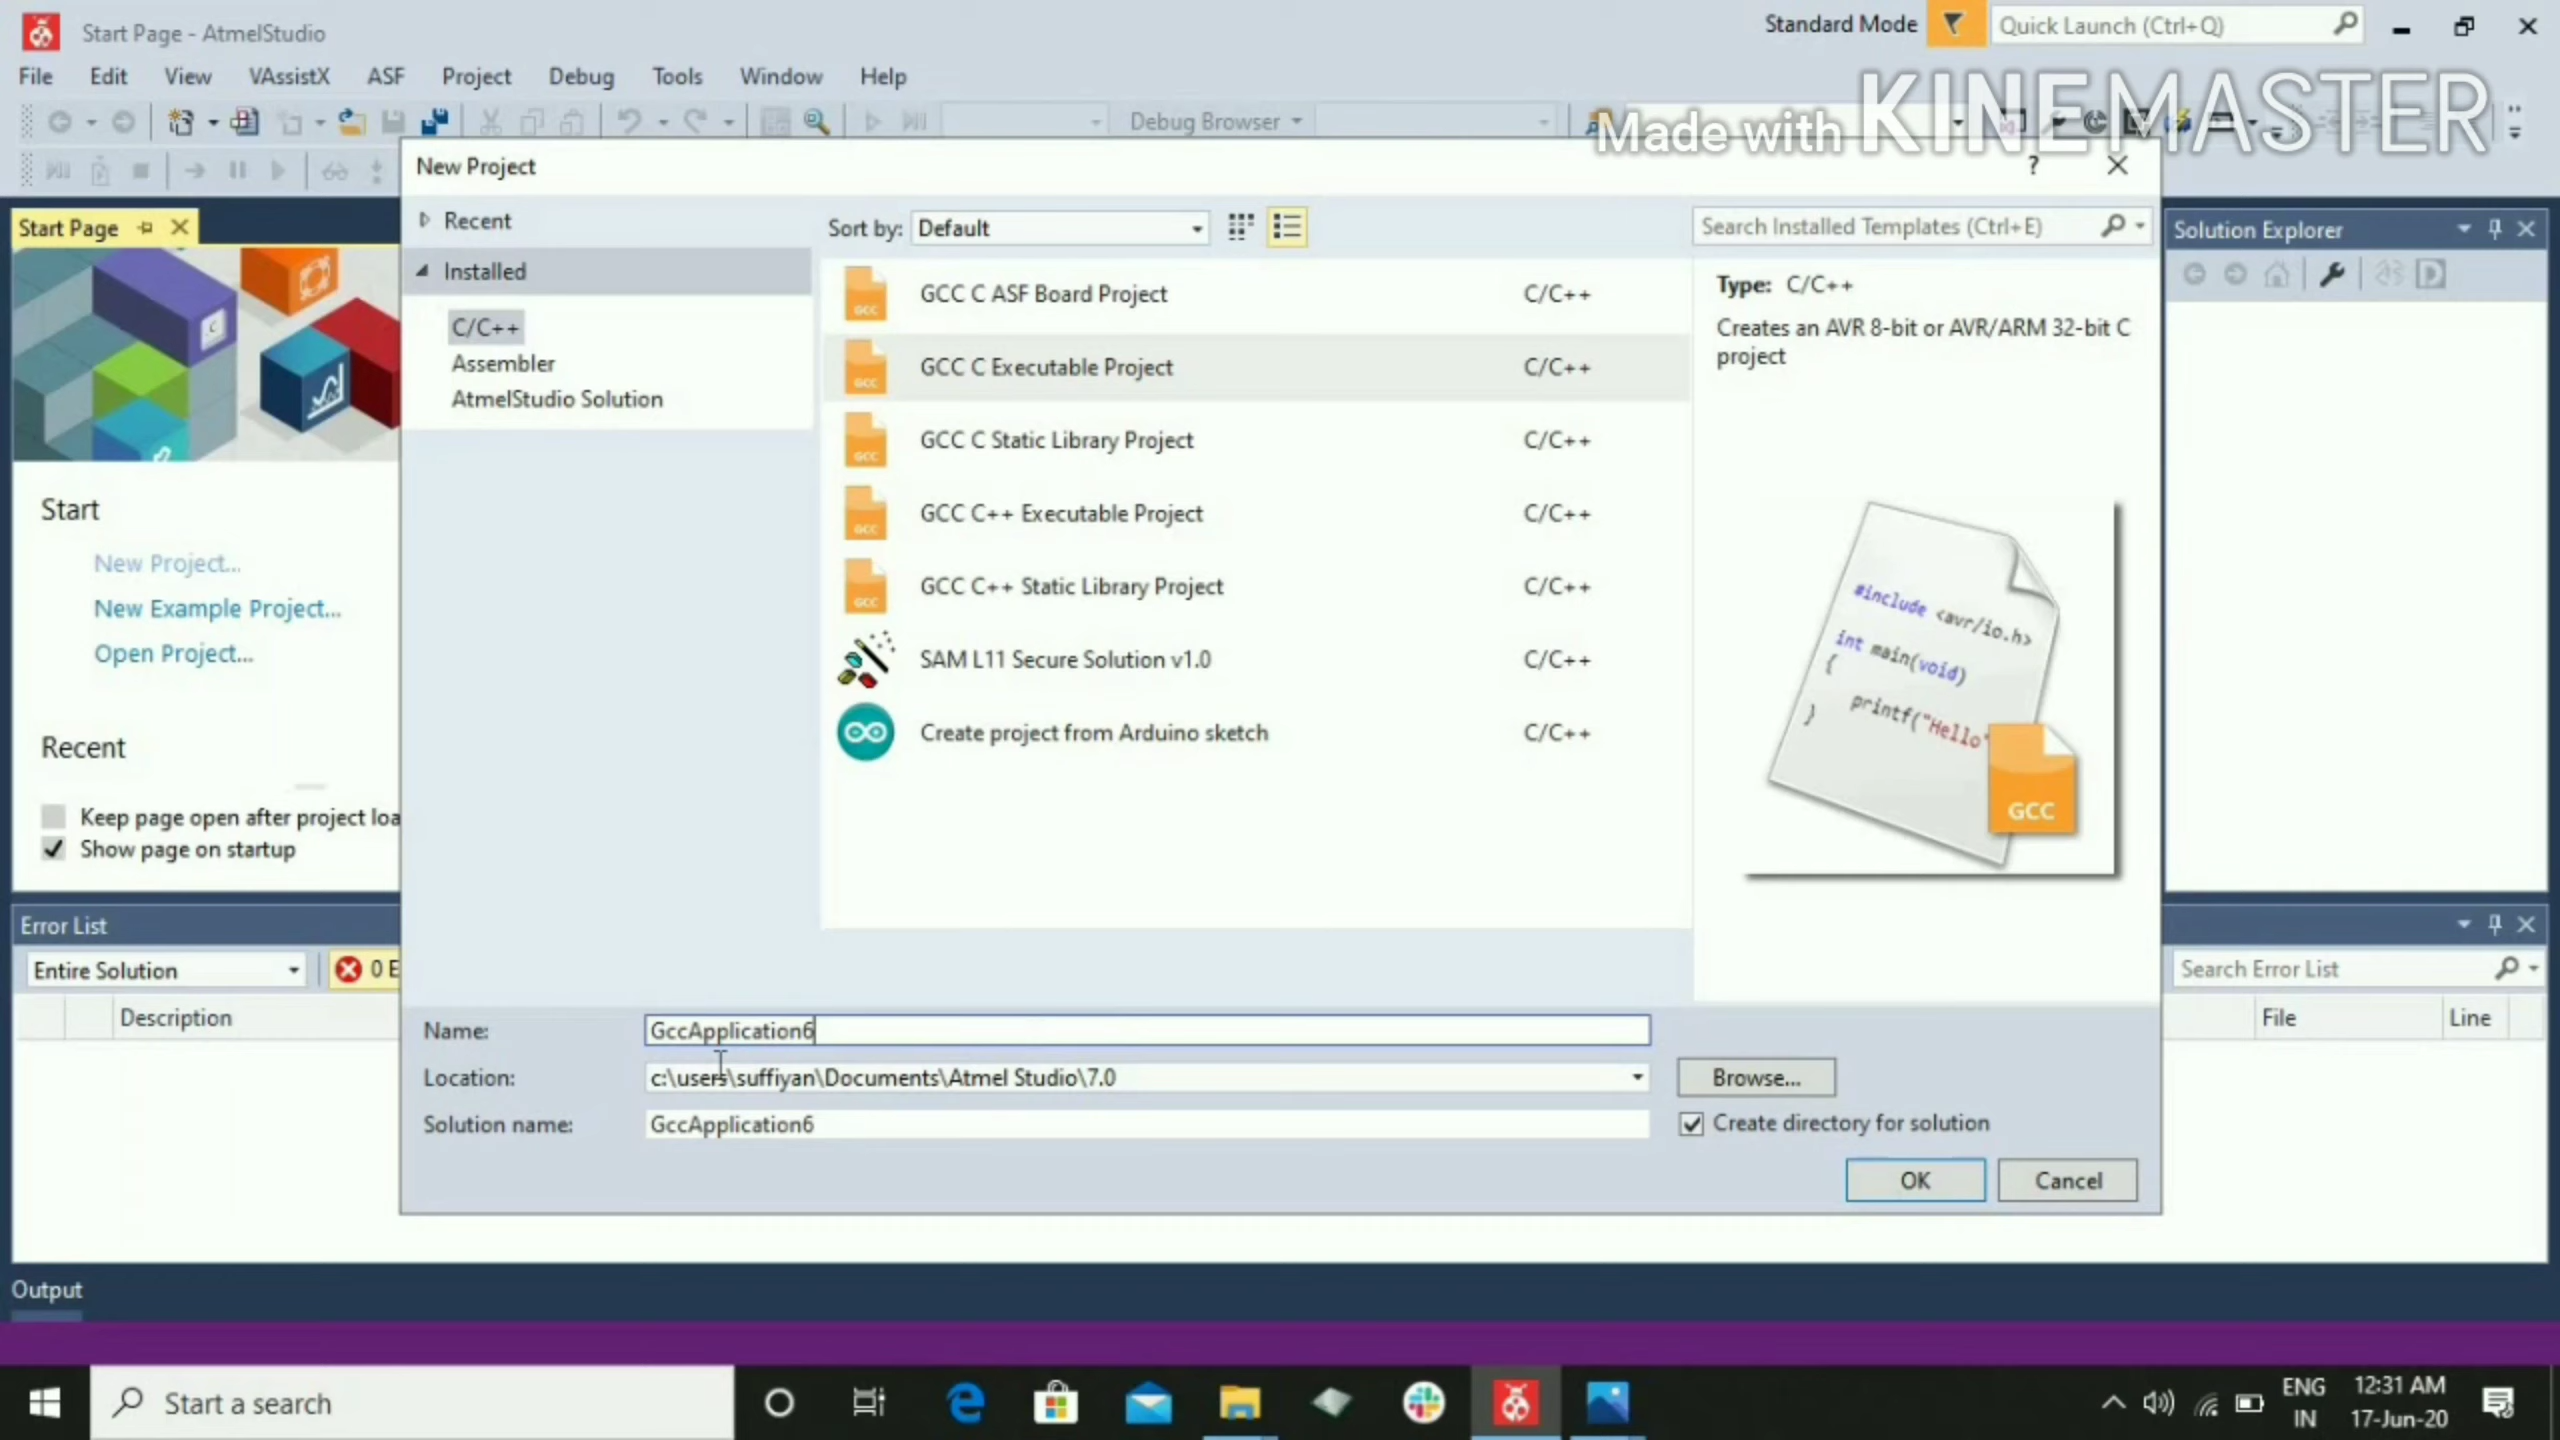 Start Page - AtmelStudio
Standard Mode
Quick Launch (Ctrl+Q)
File Edit View VAssistX ASF Project Debug Tools Window Help
Debug Browser
Made with KINEMASTER
New Project
?
Start Page
Recent
Installed
C/C++
Assembler
AtmelStudio Solution
Sort by: Default
Search Installed Templates (Ctrl+E)
GCC C ASF Board Project C/C++
GCC C Executable Project C/C++
GCC C Static Library Project C/C++
GCC C++ Executable Project C/C++
GCC C++ Static Library Project C/C++
SAM L11 Secure Solution v1.0 C/C++
Create project from Arduino sketch C/C++
Type: C/C++
Creates an AVR 8-bit or AVR/ARM 32-bit C
project
#include <avr/io.h>
int main(void)
{
printf("Hello"
}
GCC
Solution Explorer
Start
New Project...
New Example Project...
Open Project...
Recent
Keep page open after project loa
Show page on startup
Error List
Entire Solution
0 E
Search Error List
Description
File
Line
Name: GccApplication6
Location: c:\users\suffiyan\Documents\Atmel Studio\7.0
Browse...
Solution name: GccApplication6
Create directory for solution
OK
Cancel
Output
Start a search
ENG
IN
12:31 AM
17-Jun-20